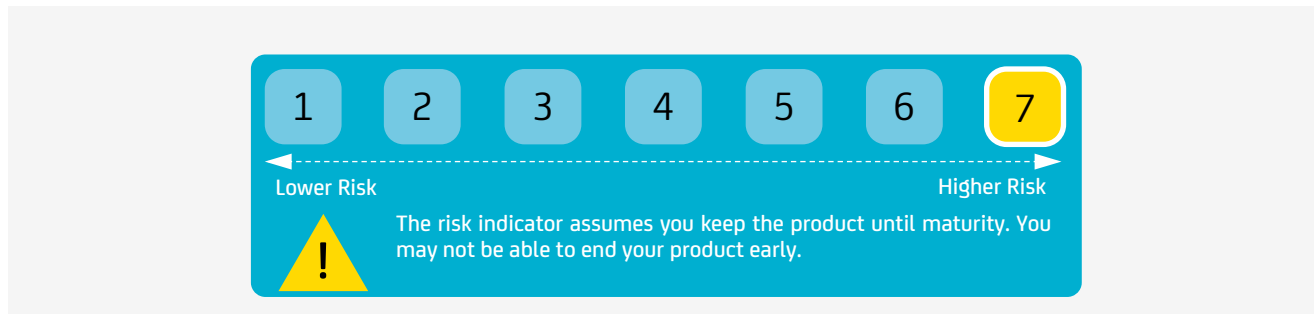 1 2 3 4 5 6 7
Lower Risk Higher Risk
The risk indicator assumes you keep the product until maturity. You
may not be able to end your product early.
!